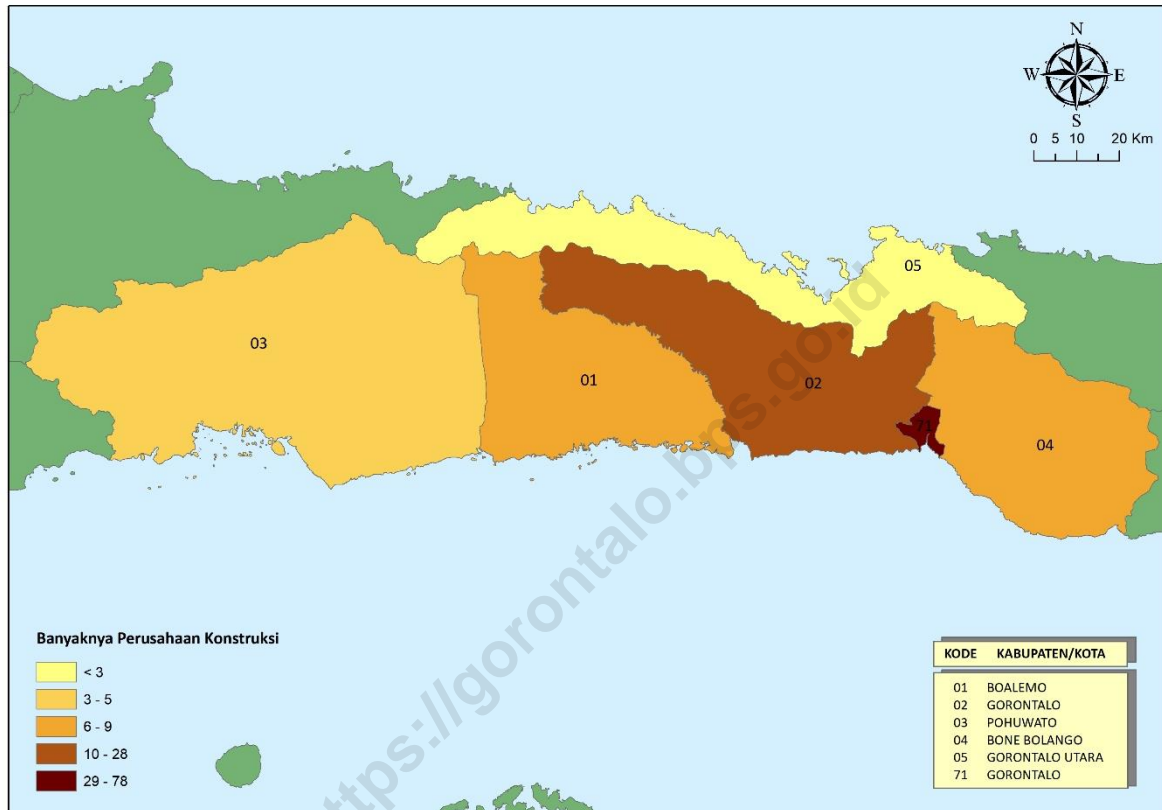 N
W E
S
0 5 10 20 Km
05
03
01
02
71
04
https://gorontalo.bps.go.id
Banyaknya Perusahaan Konstruksi
< 3
3 - 5
6 - 9
10 - 28
29 - 78
KODE KABUPATEN/KOTA
01 BOALEMO
02 GORONTALO
03 POHUWATO
04 BONE BOLANGO
05 GORONTALO UTARA
71 GORONTALO